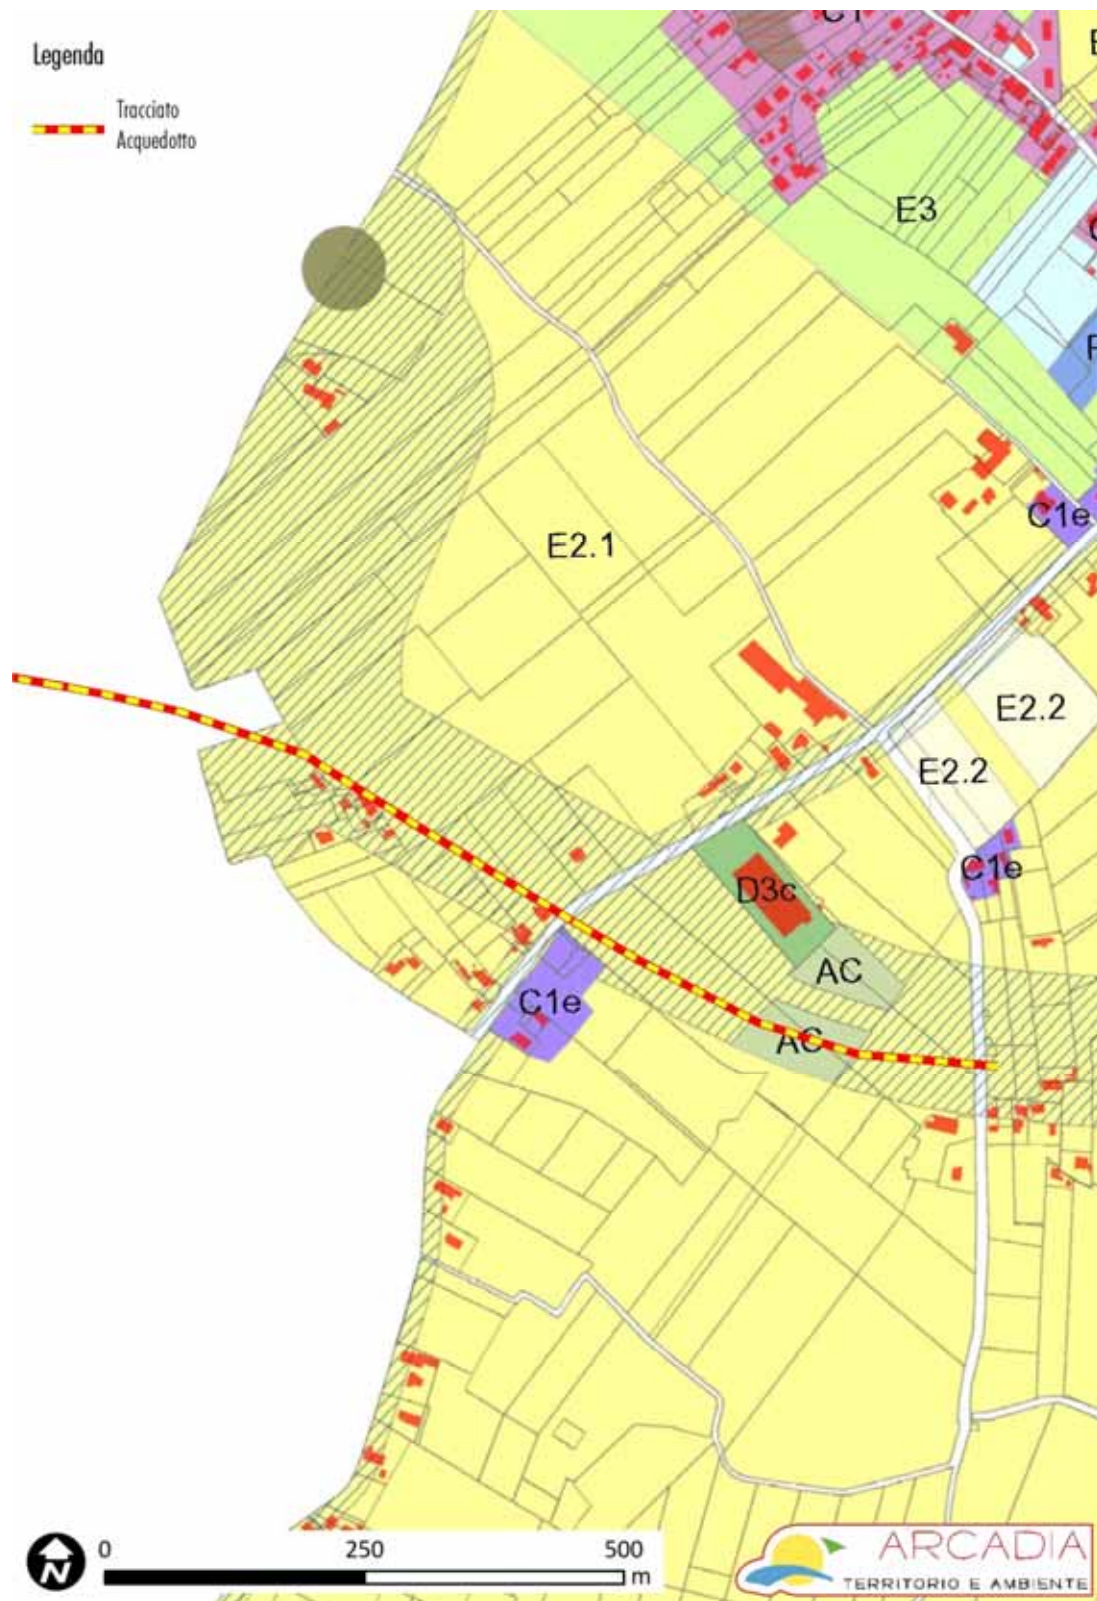 Legenda
Tracciato
Acquedotto
C1
E3
C1e
E2.1
E2.2
E2.2
D3c
C1e
AC
C1e
AC
N
0 250 500
m
ARCADIA
TERRITORIO E AMBIENTE